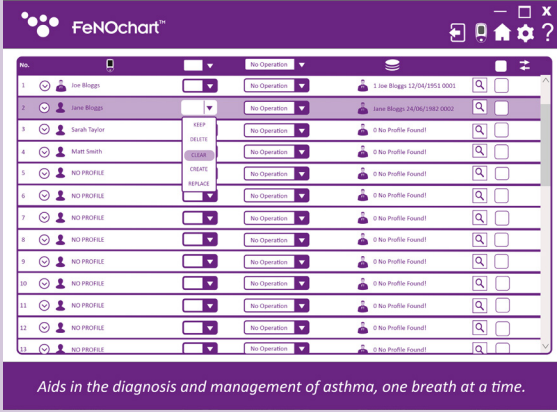 FeNOchart™
No. No Operation
1 Joe Bloggs No Operation 1 Joe Bloggs 12/04/1951 0001
2 Jane Bloggs No Operation Jane Bloggs 24/06/1982 0002
KEEP
3 Sarah Taylor No Operation 0 No Profile Found!
DELETE
4 Matt Smith CLEAR No Operation 0 No Profile Found!
5 NO PROFILE CREATE No Operation 0 No Profile Found!
REPLACE
6 NO PROFILE No Operation 0 No Profile Found!
7 NO PROFILE No Operation 0 No Profile Found!
8 NO PROFILE No Operation 0 No Profile Found!
9 NO PROFILE No Operation 0 No Profile Found!
10 NO PROFILE No Operation 0 No Profile Found!
11 NO PROFILE No Operation 0 No Profile Found!
12 NO PROFILE No Operation 0 No Profile Found!
13 NO PROFILE No Operation 0 No Profile Found!
Aids in the diagnosis and management of asthma, one breath at a time.